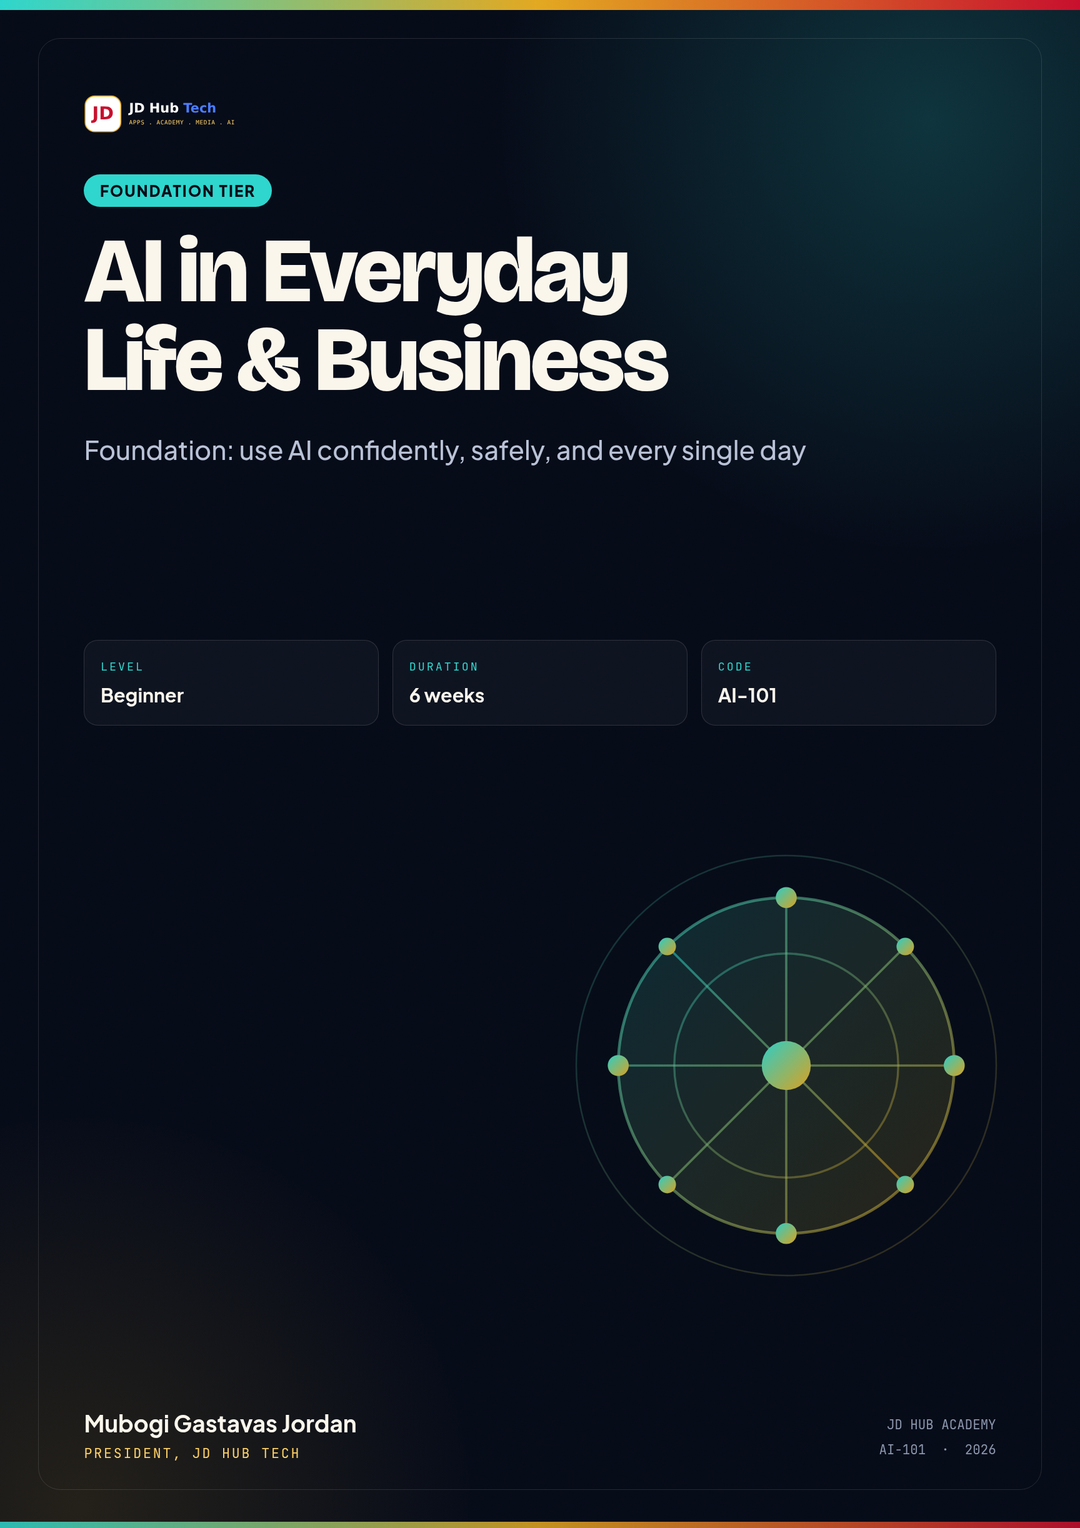 JD
JD Hub Tech
APPS . ACADEMY . MEDIA . AI
FOUNDATION TIER
AI in Everyday
Life & Business
Foundation: use AI confidently, safely, and every single day
LEVEL
Beginner
DURATION
6 weeks
CODE
AI-101
Mubogi Gastavas Jordan
PRESIDENT, JD HUB TECH
JD HUB ACADEMY
AI-101 · 2026